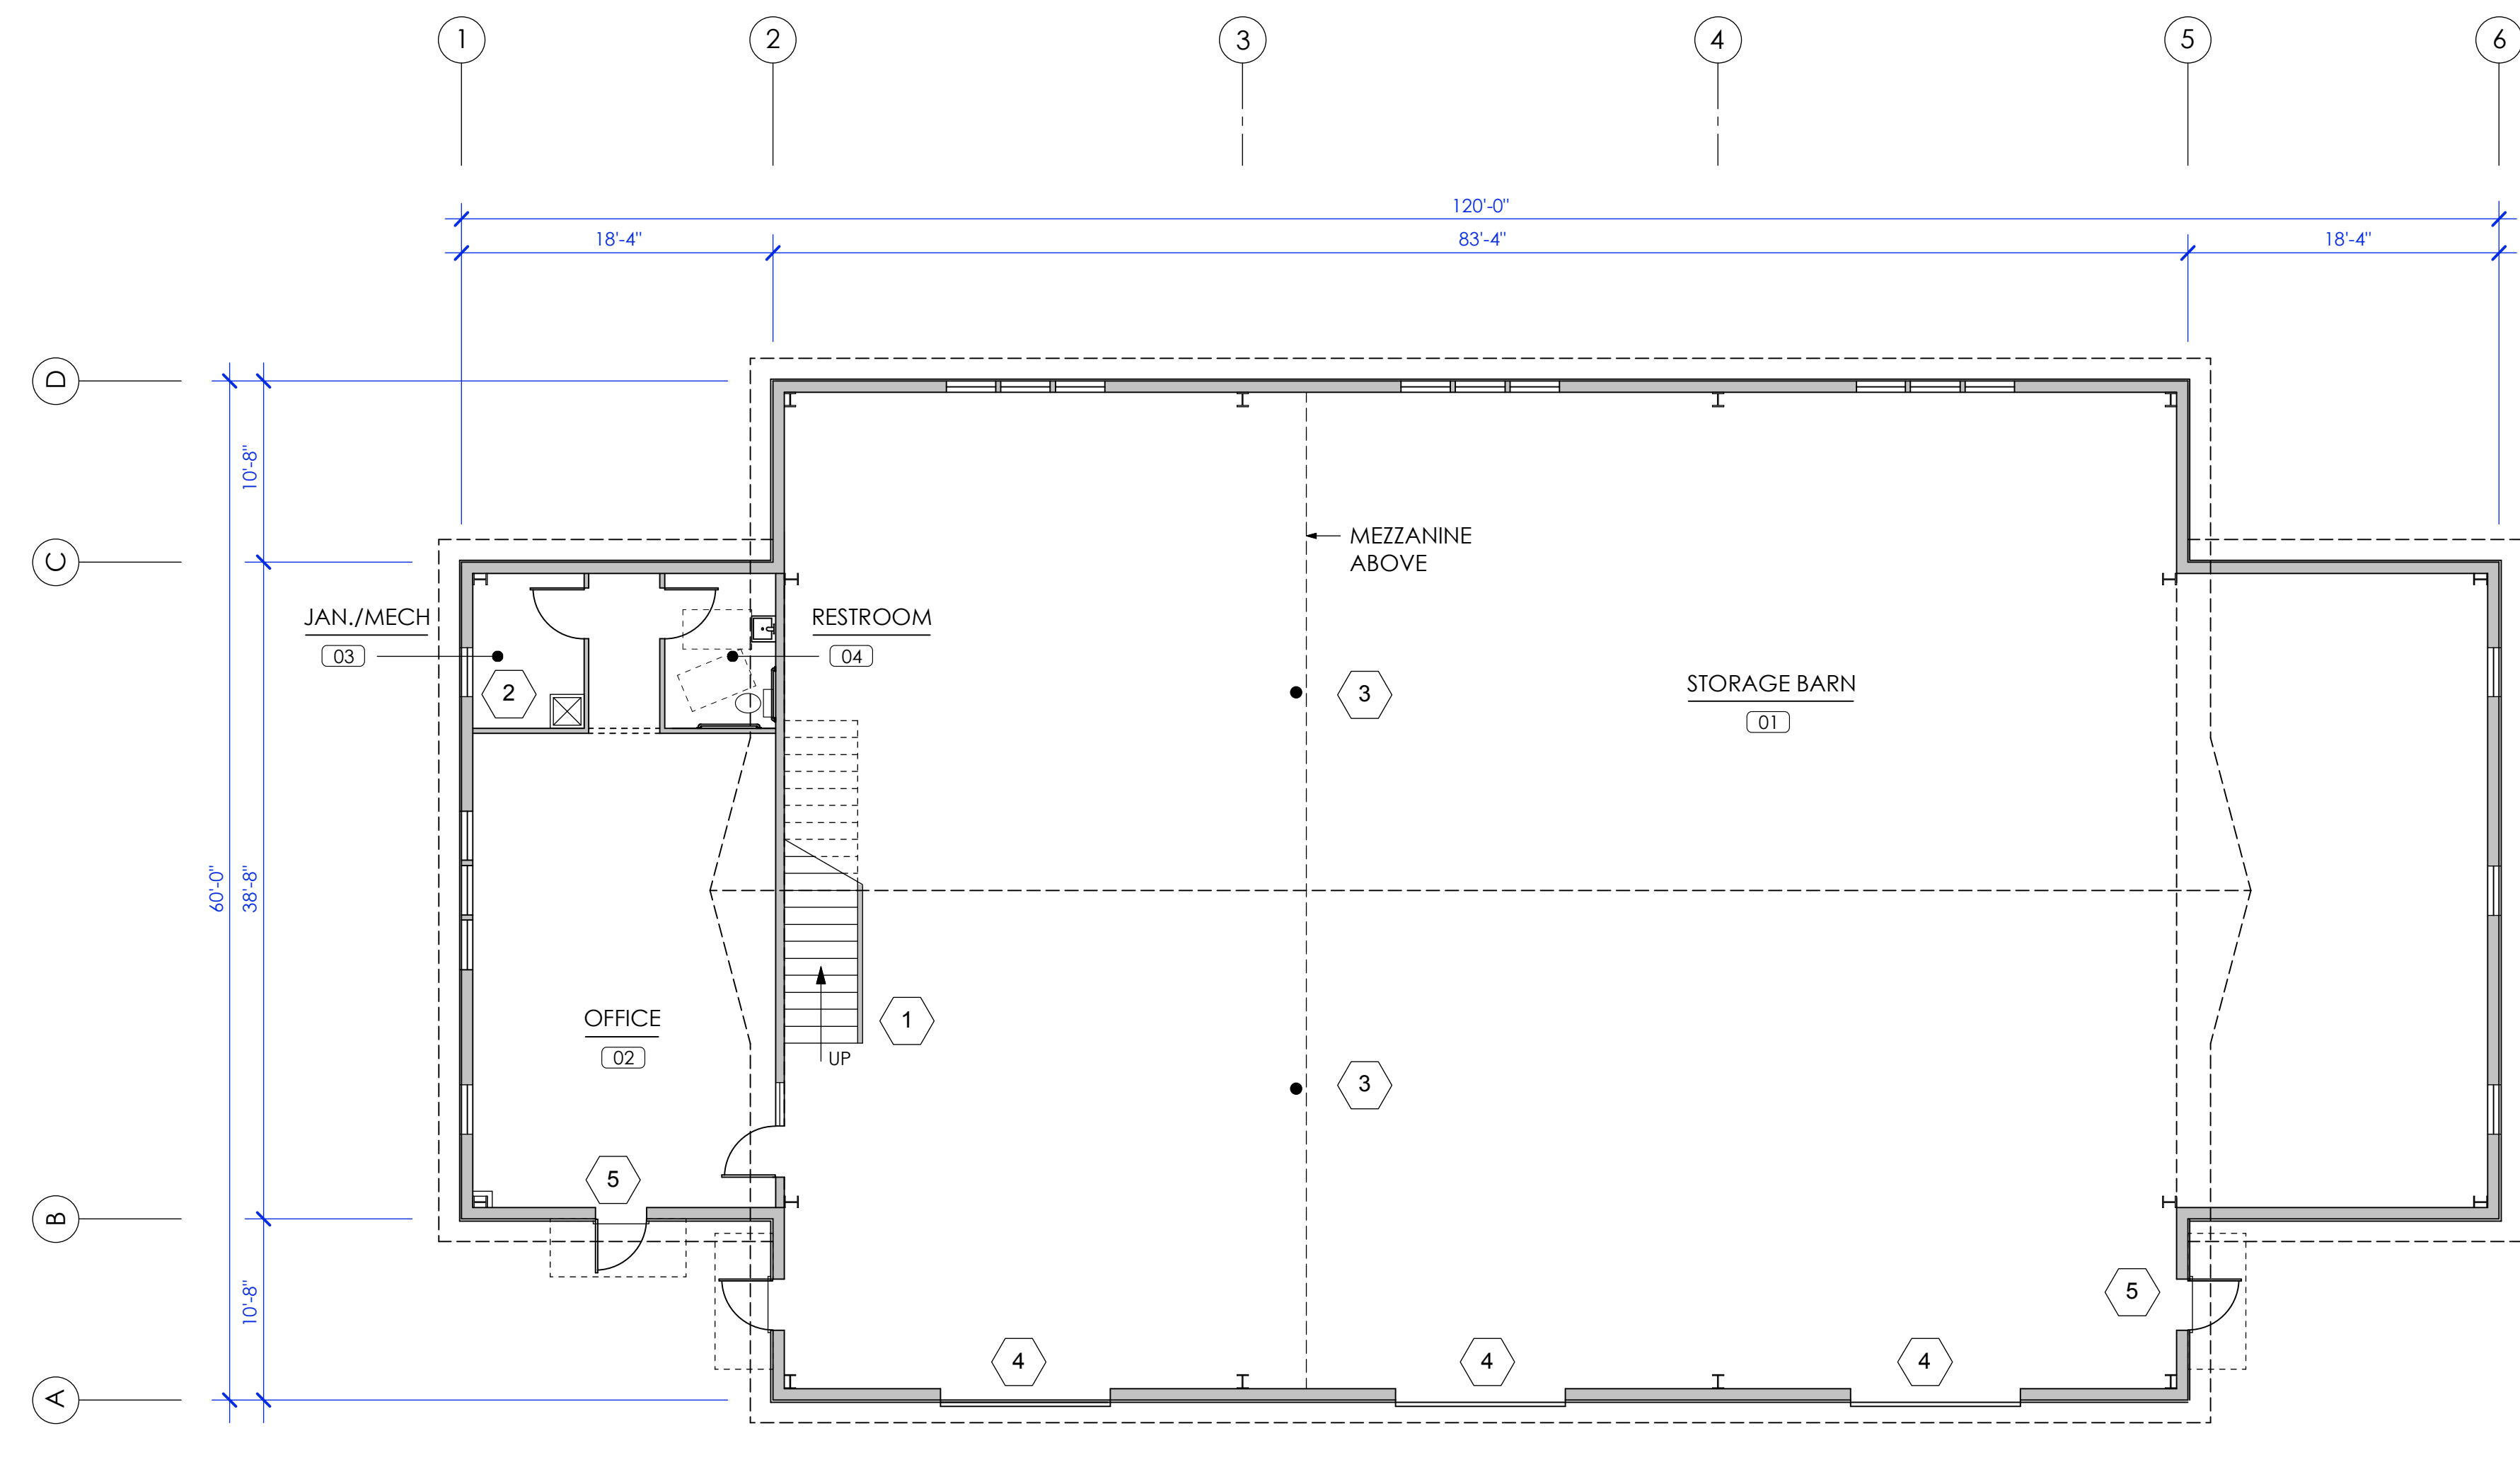 1 2 3 4 5 6
120'-0"
18'-4" 83'-4" 18'-4"
D
10'-8"
MEZZANINE
ABOVE
C
JAN./MECH RESTROOM
03 04
2 3 STORAGE BARN
01
60'-0" 38'-8"
OFFICE 1
02 UP
3
5
B
10'-8" 5
4 4 4
A